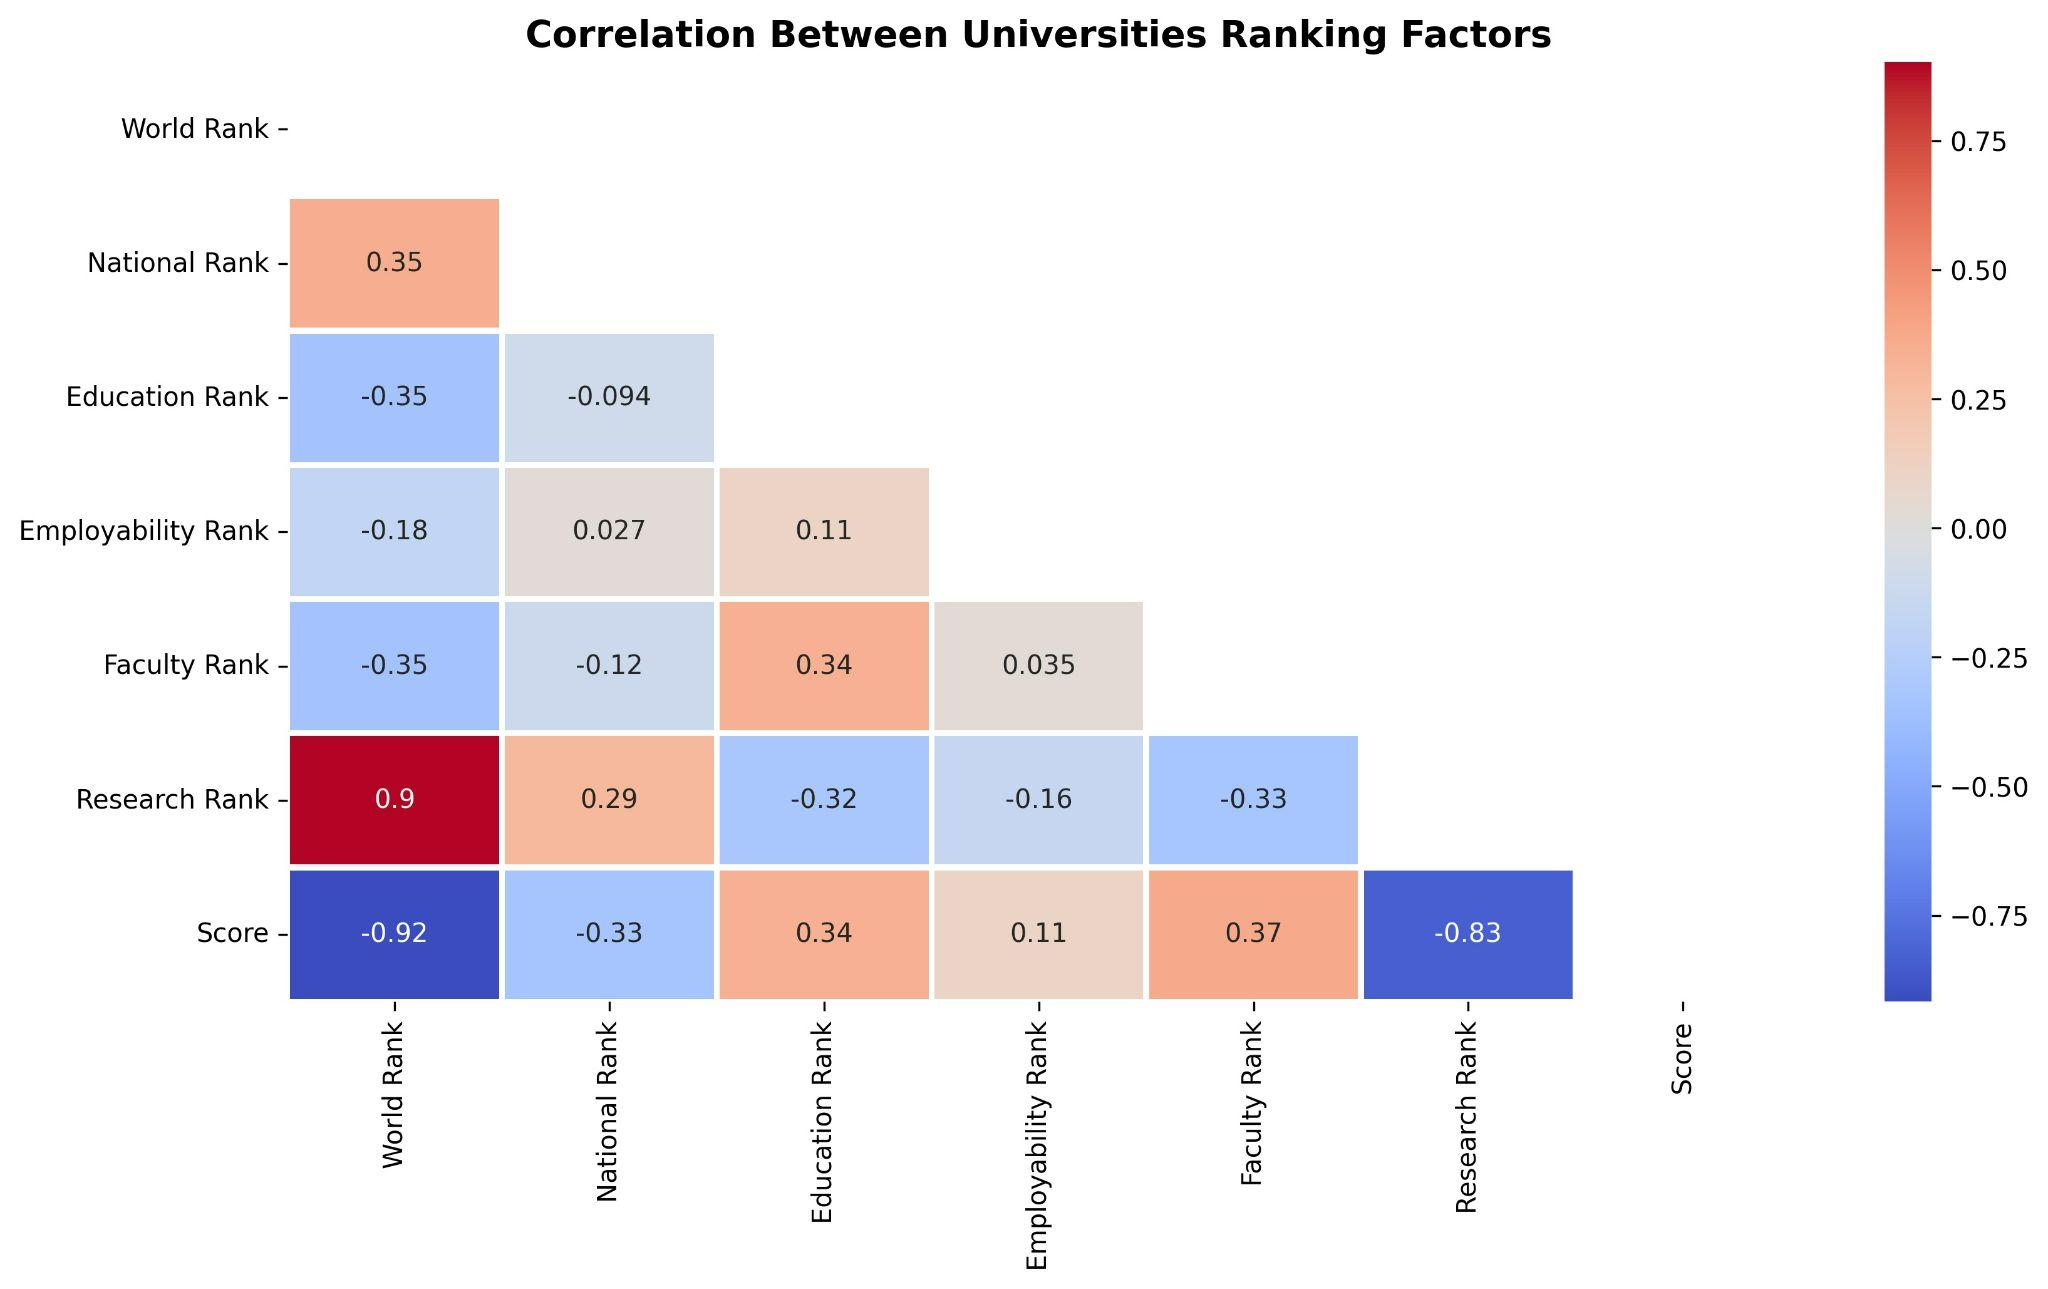 Correlation Between Universities Ranking Factors
World Rank
National Rank 0.35
Education Rank -0.35 -0.094
Employability Rank -0.18 0.027 0.11
Faculty Rank -0.35 -0.12 0.34 0.035
Research Rank 0.9 0.29 -0.32 -0.16 -0.33
Score -0.92 -0.33 0.34 0.11 0.37 -0.83
World Rank
National Rank
Education Rank
Employability Rank
Faculty Rank
Research Rank
Score
0.75
0.50
0.25
0.00
−0.25
−0.50
−0.75